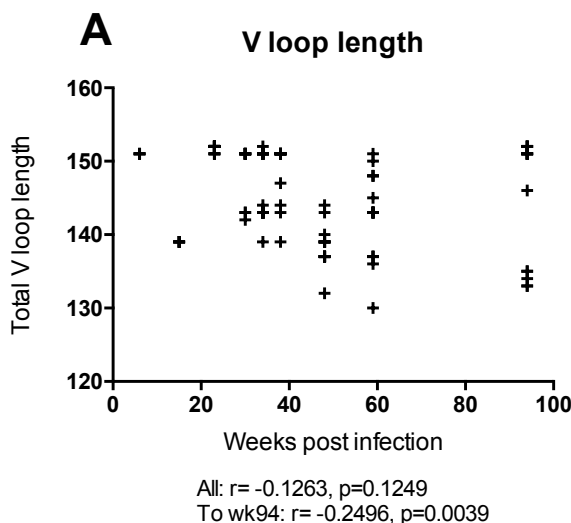 A
V loop length
160
150
140
130
120
Total V loop length
0 20 40 60 80 100
Weeks post infection
All: r= -0.1263, p=0.1249
To wk94: r= -0.2496, p=0.0039